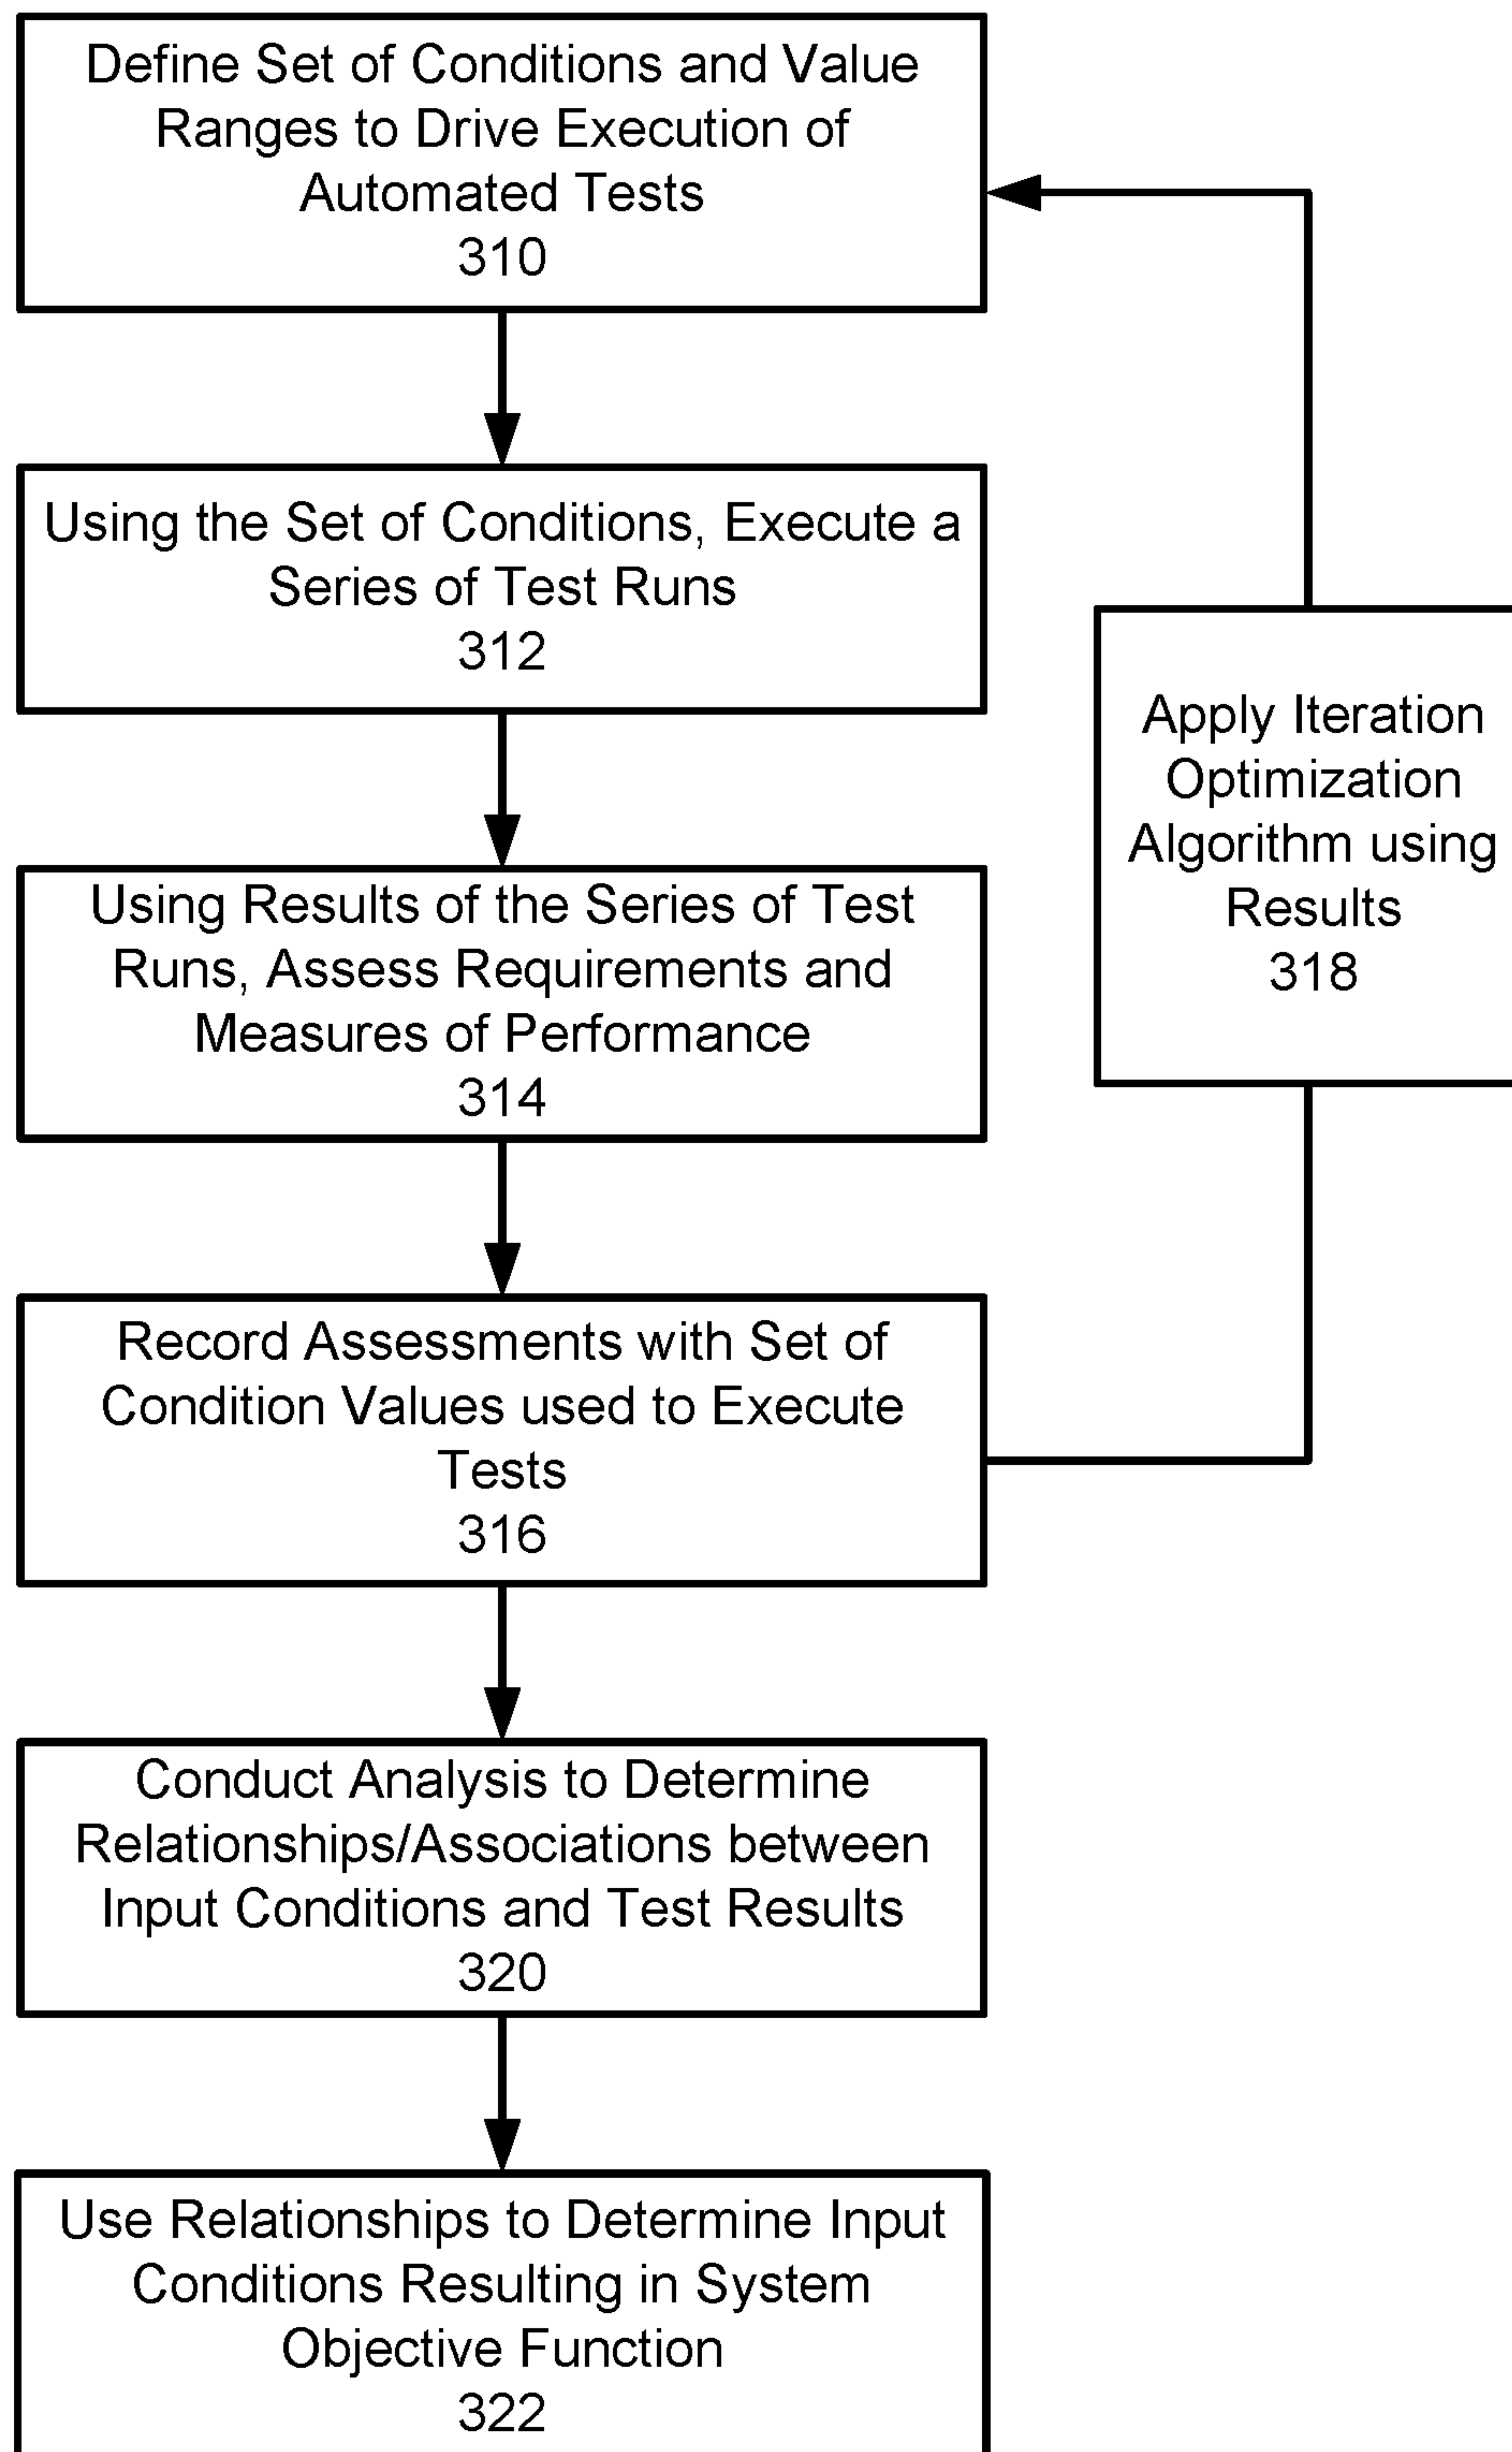 Define Set of Conditions and Value
Ranges to Drive Execution of
Automated Tests
310
Using the Set of Conditions, Execute a
Series of Test Runs
312
Using Results of the Series of Test
Runs, Assess Requirements and
Measures of Performance
314
Record Assessments with Set of
Condition Values used to Execute
Tests
316
Apply Iteration
Optimization
Algorithm using
Results
318
Conduct Analysis to Determine
Relationships/Associations between
Input Conditions and Test Results
320
Use Relationships to Determine Input
Conditions Resulting in System
Objective Function
322